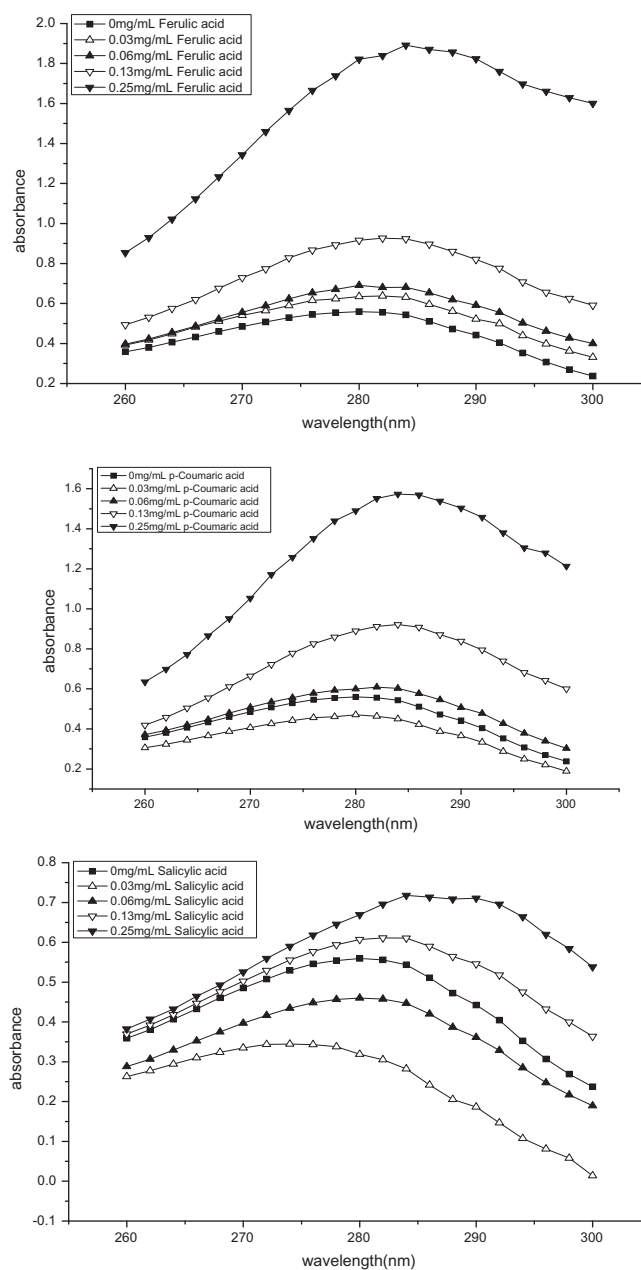 0mg/mL Ferulic acid
0.03mg/mL Ferulic acid
0.06mg/mL Ferulic acid
0.13mg/mL Ferulic acid
0.25mg/mL Ferulic acid
2.0
1.8
1.6
1.4
1.2
1.0
0.8
0.6
0.4
0.2
absorbance
260
270
280
290
300
wavelength(nm)
0mg/mL p-Coumaric acid
0.03mg/mL p-Coumaric acid
0.06mg/mL p-Coumaric acid
0.13mg/mL p-Coumaric acid
0.25mg/mL p-Coumaric acid
1.6
1.4
1.2
1.0
0.8
0.6
0.4
0.2
absorbance
260
270
280
290
300
wavelength(nm)
0mg/mL Salicylic acid
0.03mg/mL Salicylic acid
0.06mg/mL Salicylic acid
0.13mg/mL Salicylic acid
0.25mg/mL Salicylic acid
0.8
0.7
0.6
0.5
0.4
0.3
0.2
0.1
0.0
-0.1
absorbance
260
270
280
290
300
wavelength(nm)